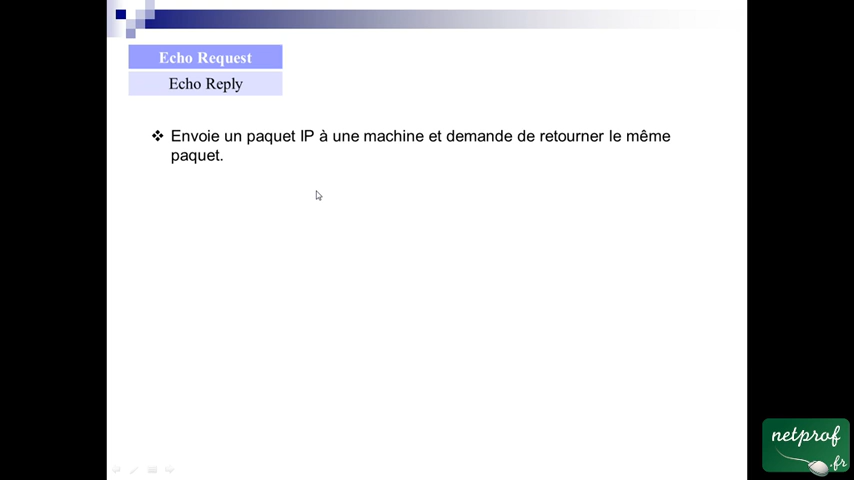 Echo Request
Echo Reply
❖ Envoie un paquet IP à une machine et demande de retourner le même
paquet.
netprof
.fr